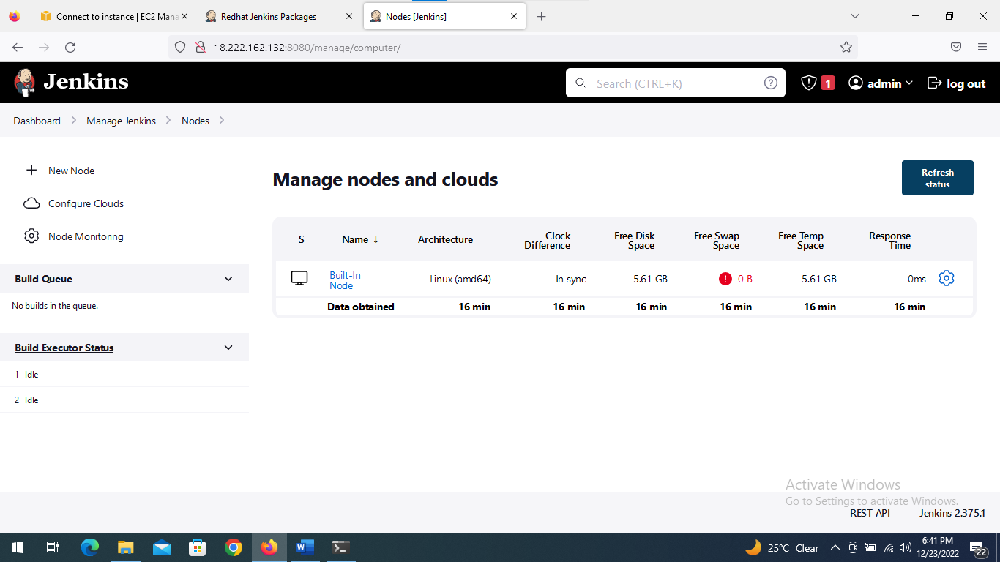 Connect to instance | EC2 Mana
Redhat Jenkins Packages
Nodes [Jenkins]
18.222.162.132:8080/manage/computer/
Jenkins
Search (CTRL+K)
?
1
admin
log out
Dashboard
Manage Jenkins
Nodes
New Node
Configure Clouds
Node Monitoring
Build Queue
No builds in the queue.
Build Executor Status
1 Idle
2 Idle
Manage nodes and clouds
Refresh
status
S
Name ↓
Architecture
Clock
Difference
Free Disk
Space
Free Swap
Space
Free Temp
Space
Response
Time
Built-In
Node
Linux (amd64)
In sync
5.61 GB
! 0 B
5.61 GB
0ms
Data obtained
16 min
16 min
16 min
16 min
16 min
16 min
Activate Windows
Go to Settings to activate Windows.
REST API
Jenkins 2.375.1
W
25°C Clear
6:41 PM
12/23/2022
22